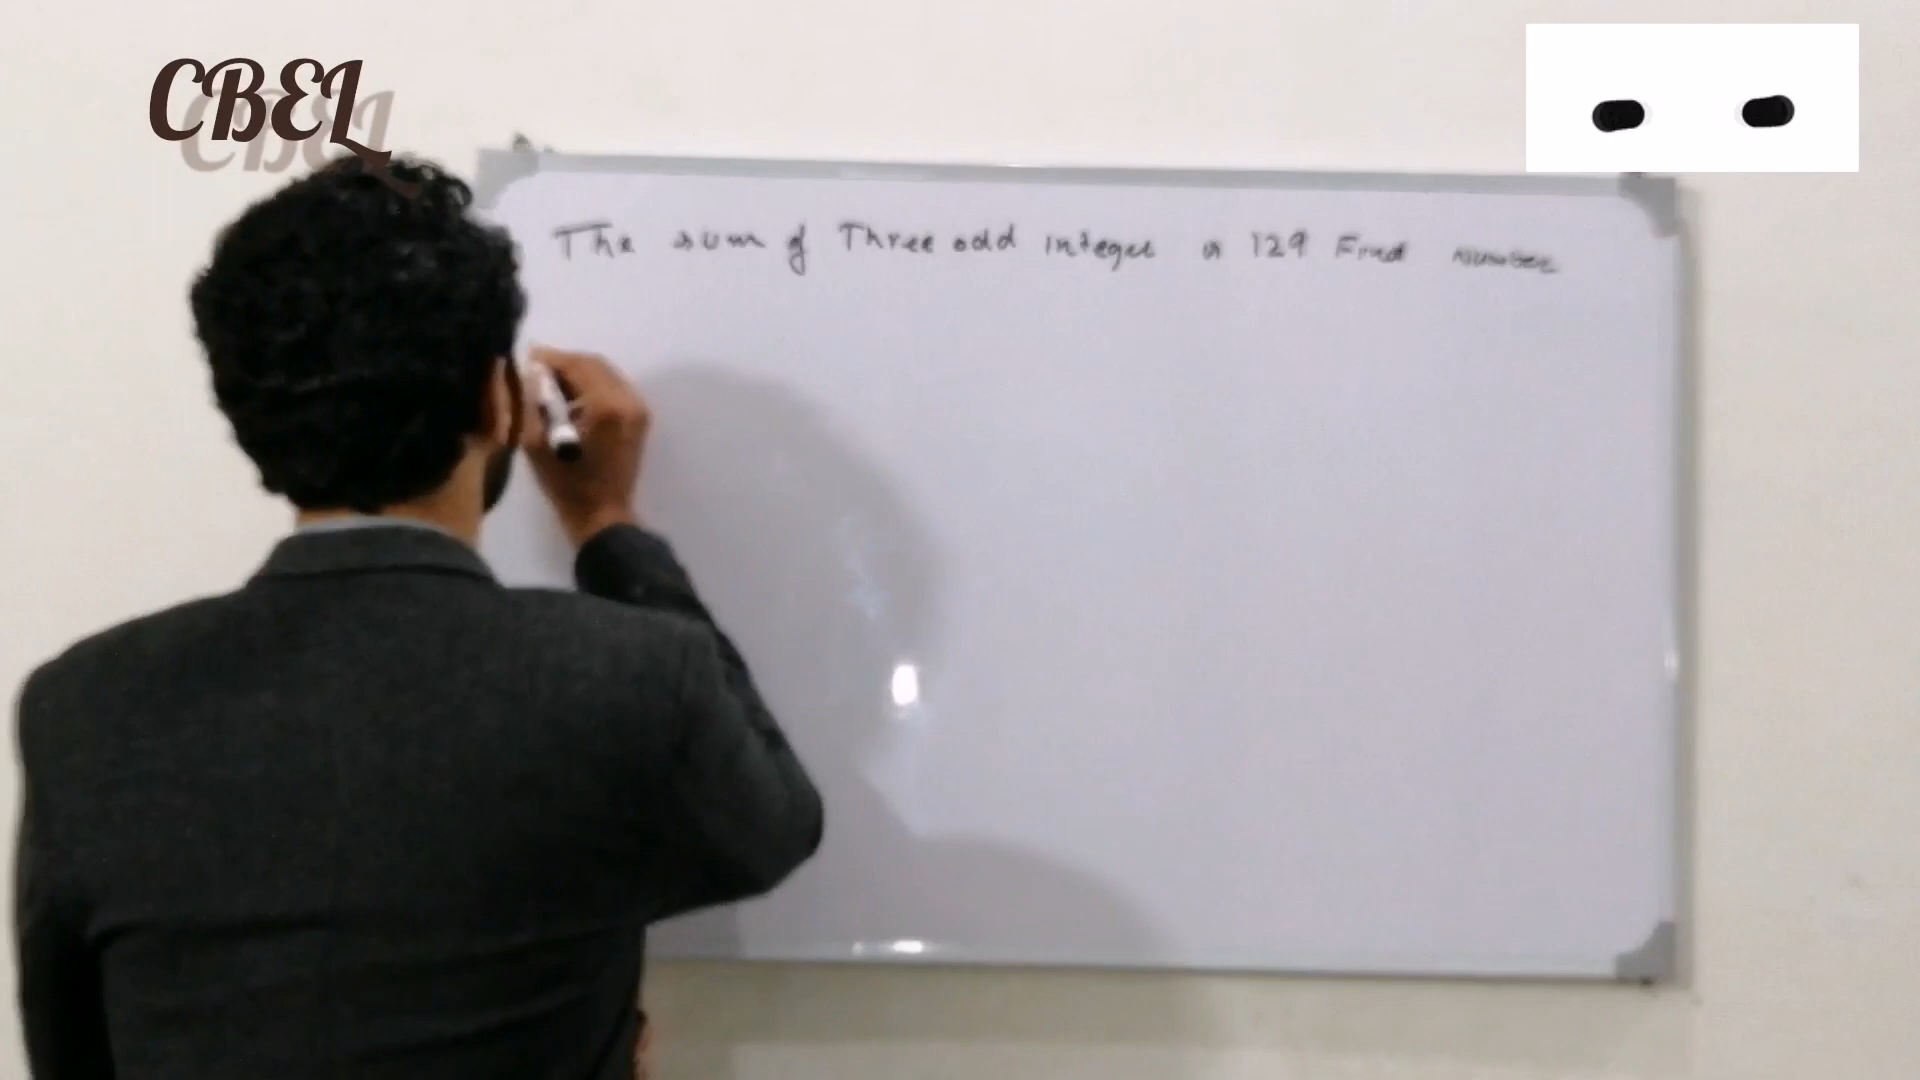 CBEL
The sum of Three odd integer is 129 Find Number